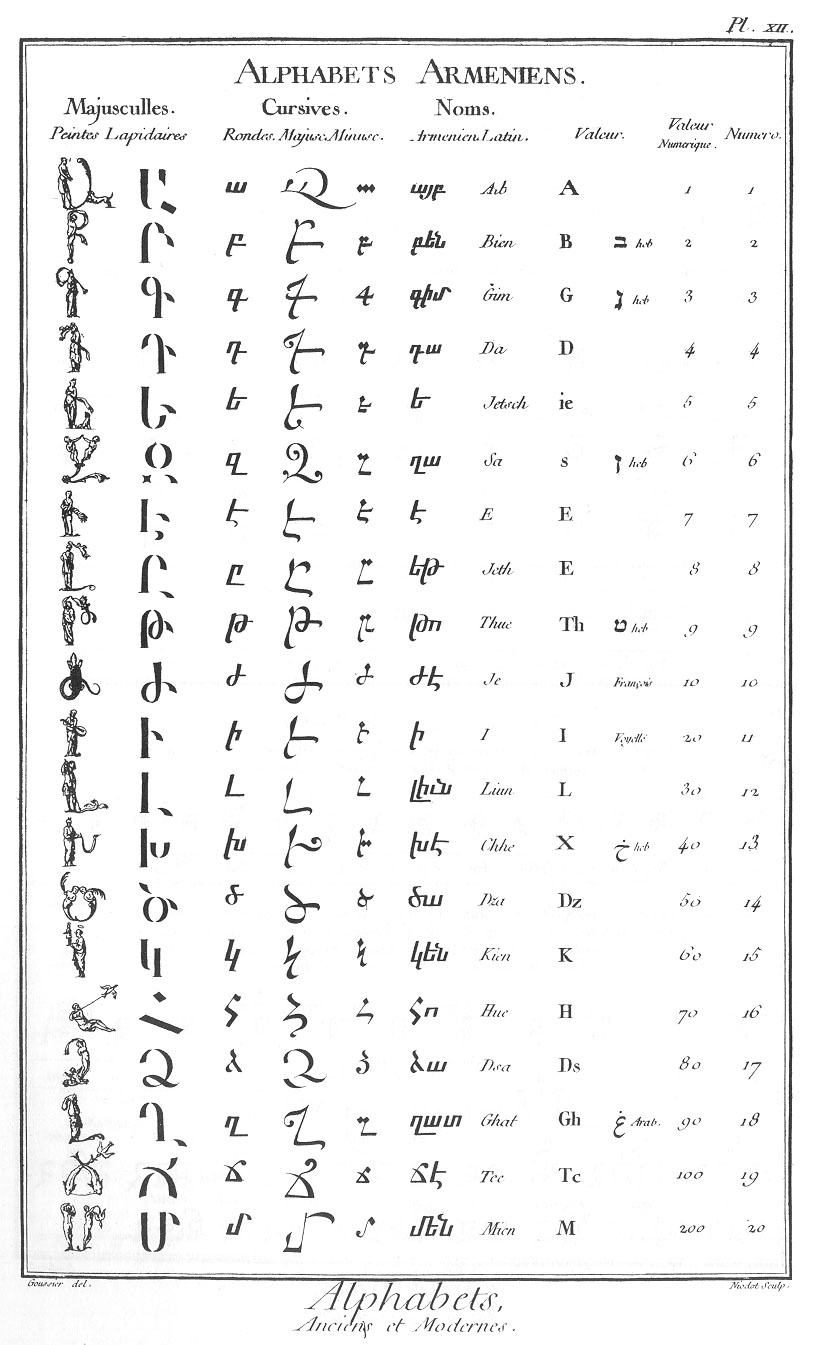 Pl. XII.
ALPHABETS ARMENIENS.
Majusculles. Cursives. Noms.
Peintes Lapidaires Rondes. Majusc. Minusc. Armenien. Latin. Valeur. Valeur Numerique. Numero.
Ա ա Ա ա այբ Aib A 1 1
Բ բ Բ բ բեն Bien B ב heb 2 2
Գ գ Գ գ գիմ Gim G heb 3 3
Դ դ Դ դ դա Da D 4 4
Ե ե Ե ե ե Jetsch ie 5 5
Զ զ Զ զ ղա Sa s ז heb 6 6
Է է Է է է E E 7 7
Ը ը Ը ը եթ Jeth E 8 8
Թ թ Թ թ թո Thue Th ט heb 9 9
Ժ ժ Ժ ժ ժէ Je J François 10 10
Ի ի Ի ի ի I I Voyelle 20 11
Լ լ Լ լ լիւն Liun L 30 12
Խ խ Խ խ խէ Chhe X خ heb 40 13
Ծ ծ Ծ ծ ծա Dza Dz 50 14
Կ կ Կ կ կեն Kien K 60 15
Հ հ Հ հ հո Hue H 70 16
Ձ ձ Ձ ձ ձա Dsa Ds 80 17
Ղ ղ Ղ ղ ղատ Ghat Gh غ Arab. 90 18
Ճ ճ Ճ ճ ճէ Tee Tc 100 19
Մ մ Մ մ մեն Mien M 200 20
Goussier del. Niodot Sculp.
Alphabets,
Anciens et Modernes.